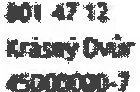 801 47 12
Krásný Dvůr
45000000-7